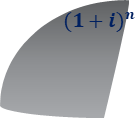 (1 + i)ⁿ